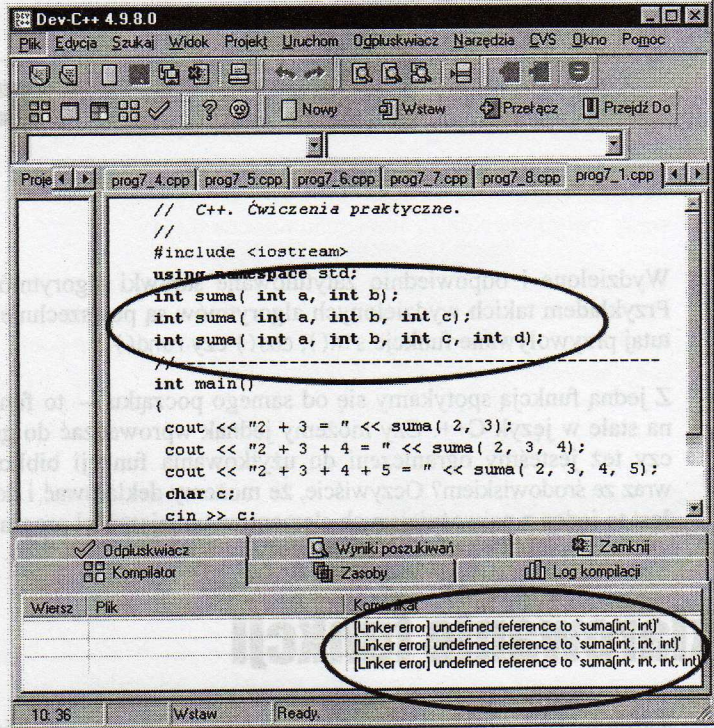 Dev-C++ 4.9.8.0
Plik Edycja Szukaj Widok Projekt Uruchom Odpluskwiacz Narzędzia CVS Okno Pomoc
Nowy Wstaw Przełącz Przejdź Do
Proje prog7_4.cpp prog7_5.cpp prog7_6.cpp prog7_7.cpp prog7_8.cpp prog7_1.cpp
// C++. Ćwiczenia praktyczne.
//
#include <iostream>
using namespace std;
int suma( int a, int b);
int suma( int a, int b, int c);
int suma( int a, int b, int c, int d);
//--------------------------------------------
int main()
{
cout << "2 + 3 = " << suma( 2, 3);
cout << "2 + 3 + 4 = " << suma( 2, 3, 4);
cout << "2 + 3 + 4 + 5 = " << suma( 2, 3, 4, 5);
char c;
cin >> c;
Odpluskwiacz Wyniki poszukiwań Zamknij
Kompilator Zasoby Log kompilacji
Wiersz Plik Komunikat
[Linker error] undefined reference to `suma(int, int)'
[Linker error] undefined reference to `suma(int, int, int)'
[Linker error] undefined reference to `suma(int, int, int, int)
10: 36 Wstaw Ready.